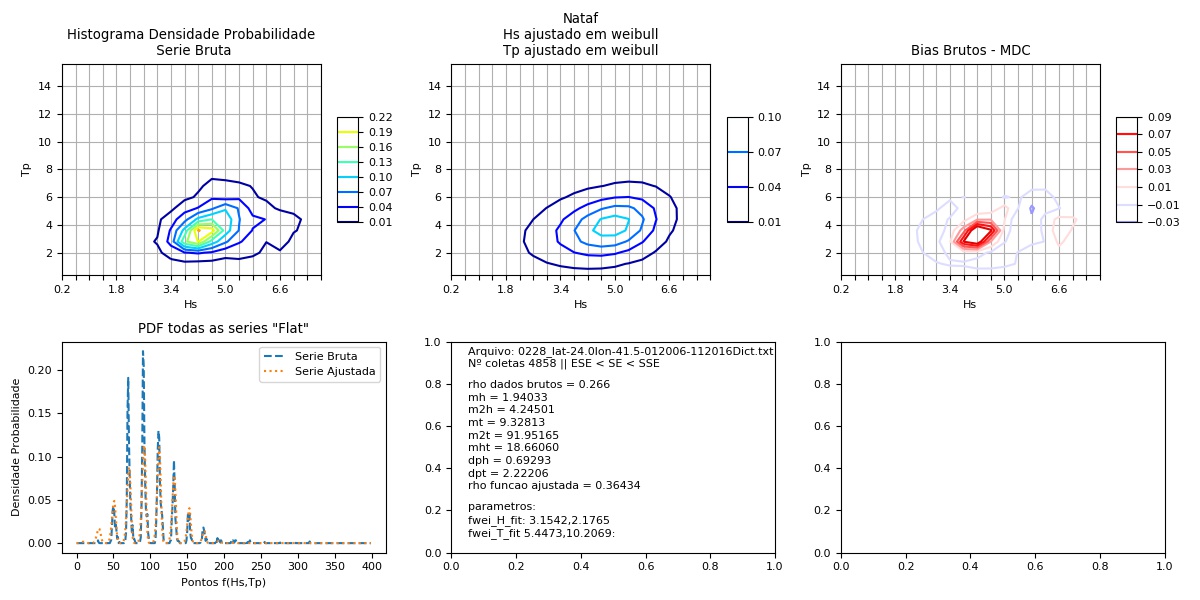 Histograma Densidade Probabilidade
Serie Bruta
Tp
14
12
10
8
6
4
2
0.2 1.8 3.4 5.0 6.6
Hs
0.22
0.19
0.16
0.13
0.10
0.07
0.04
0.01
Nataf
Hs ajustado em weibull
Tp ajustado em weibull
Tp
14
12
10
8
6
4
2
0.2 1.8 3.4 5.0 6.6
Hs
0.10
0.07
0.04
0.01
Bias Brutos - MDC
Tp
14
12
10
8
6
4
2
0.2 1.8 3.4 5.0 6.6
Hs
0.09
0.07
0.05
0.03
0.01
−0.01
−0.03
PDF todas as series "Flat"
Densidade Probabilidade
0.20
0.15
0.10
0.05
0.00
0 50 100 150 200 250 300 350 400
Pontos f(Hs,Tp)
Serie Bruta
Serie Ajustada
1.0
0.8
0.6
0.4
0.2
0.0
0.0 0.2 0.4 0.6 0.8 1.0
Arquivo: 0228_lat-24.0lon-41.5-012006-112016Dict.txt
Nº coletas 4858 || ESE < SE < SSE
rho dados brutos = 0.266
mh = 1.94033
m2h = 4.24501
mt = 9.32813
m2t = 91.95165
mht = 18.66060
dph = 0.69293
dpt = 2.22206
rho funcao ajustada = 0.36434
parametros:
fwei_H_fit: 3.1542,2.1765
fwei_T_fit 5.4473,10.2069:
1.0
0.8
0.6
0.4
0.2
0.0
0.0 0.2 0.4 0.6 0.8 1.0